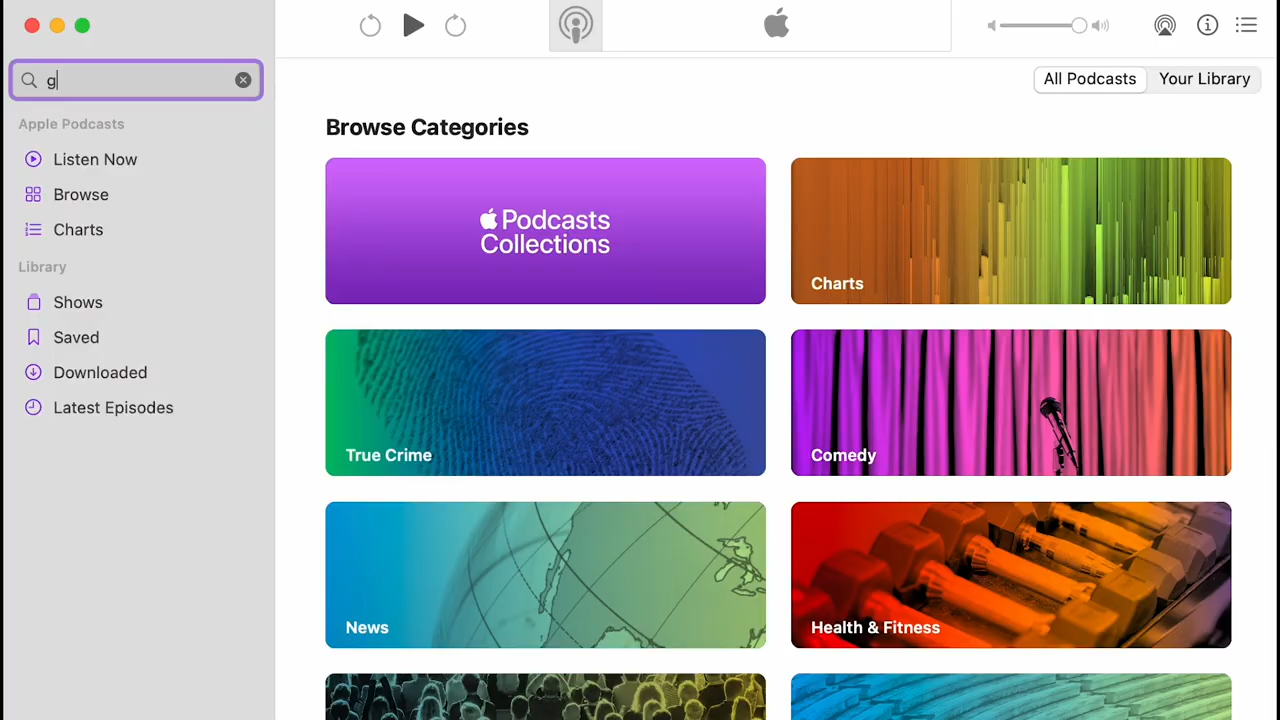 g
All Podcasts
Your Library
Apple Podcasts
Listen Now
Browse
Charts
Library
Shows
Saved
Downloaded
Latest Episodes
Browse Categories
Podcasts
Collections
Charts
True Crime
Comedy
News
Health & Fitness